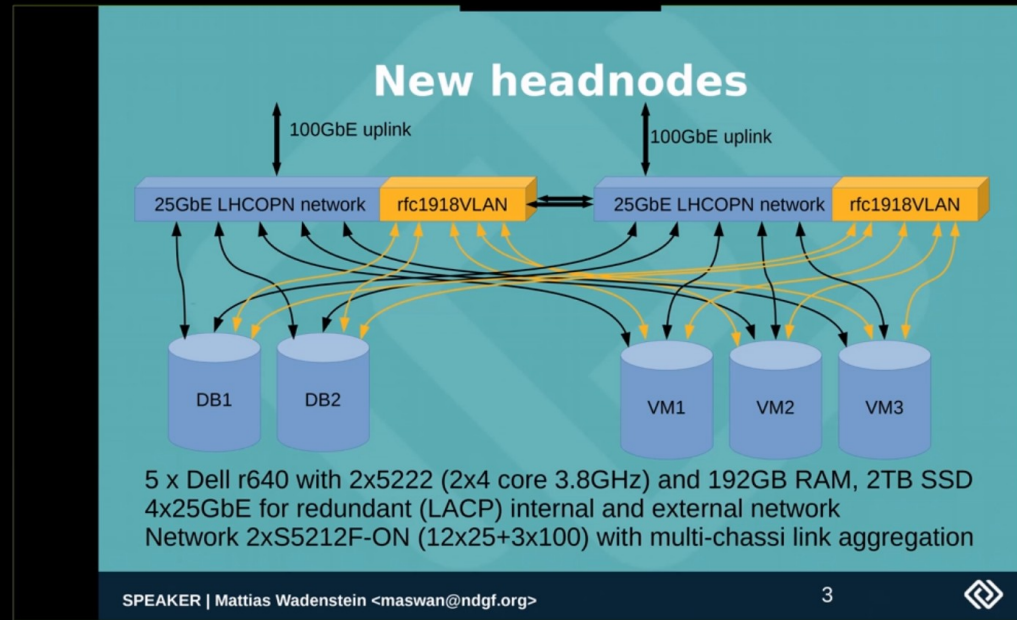 New headnodes
100GbE uplink
100GbE uplink
25GbE LHCOPN network
rfc1918VLAN
25GbE LHCOPN network
rfc1918VLAN
DB1
DB2
VM1
VM2
VM3
5 x Dell r640 with 2x5222 (2x4 core 3.8GHz) and 192GB RAM, 2TB SSD
4x25GbE for redundant (LACP) internal and external network
Network 2xS5212F-ON (12x25+3x100) with multi-chassi link aggregation
SPEAKER | Mattias Wadenstein <maswan@ndgf.org>
3